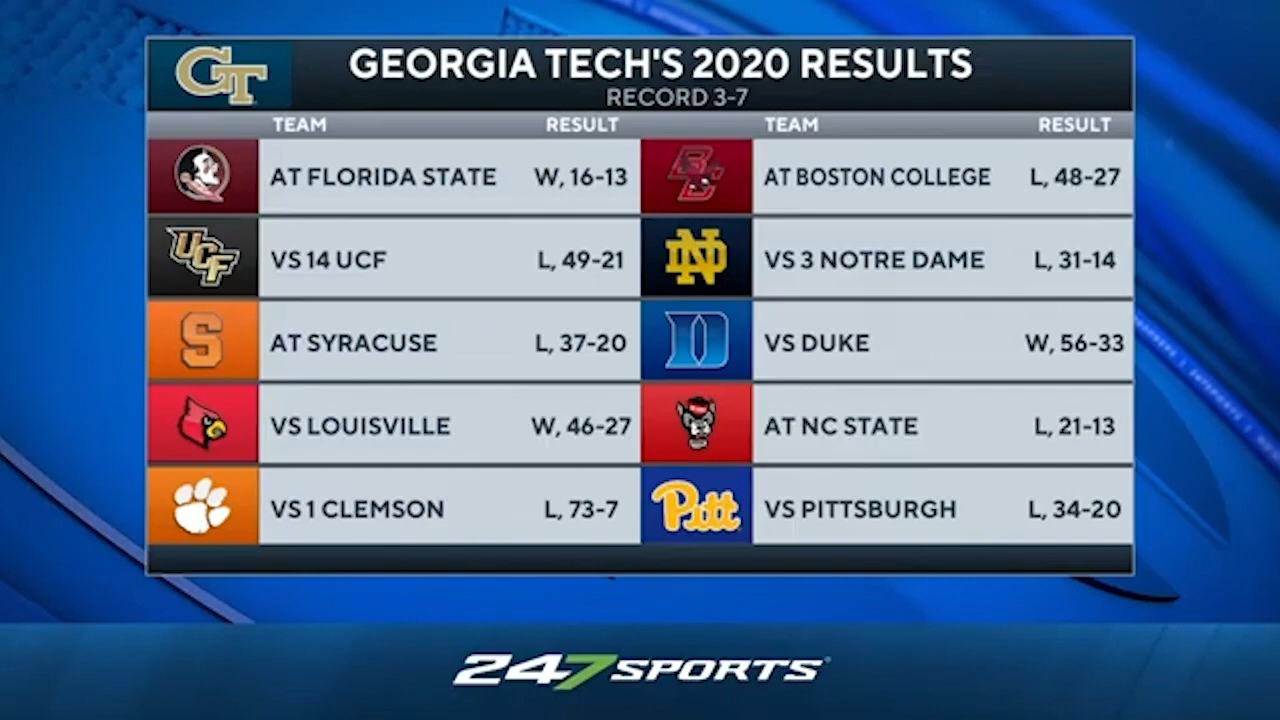 GT
GEORGIA TECH'S 2020 RESULTS
RECORD 3-7
TEAM RESULT TEAM RESULT
AT FLORIDA STATE W, 16-13
UCF VS 14 UCF L, 49-21
S AT SYRACUSE L, 37-20
VS LOUISVILLE W, 46-27
VS 1 CLEMSON L, 73-7
BC AT BOSTON COLLEGE L, 48-27
ND VS 3 NOTRE DAME L, 31-14
D VS DUKE W, 56-33
AT NC STATE L, 21-13
Pitt VS PITTSBURGH L, 34-20
247SPORTS